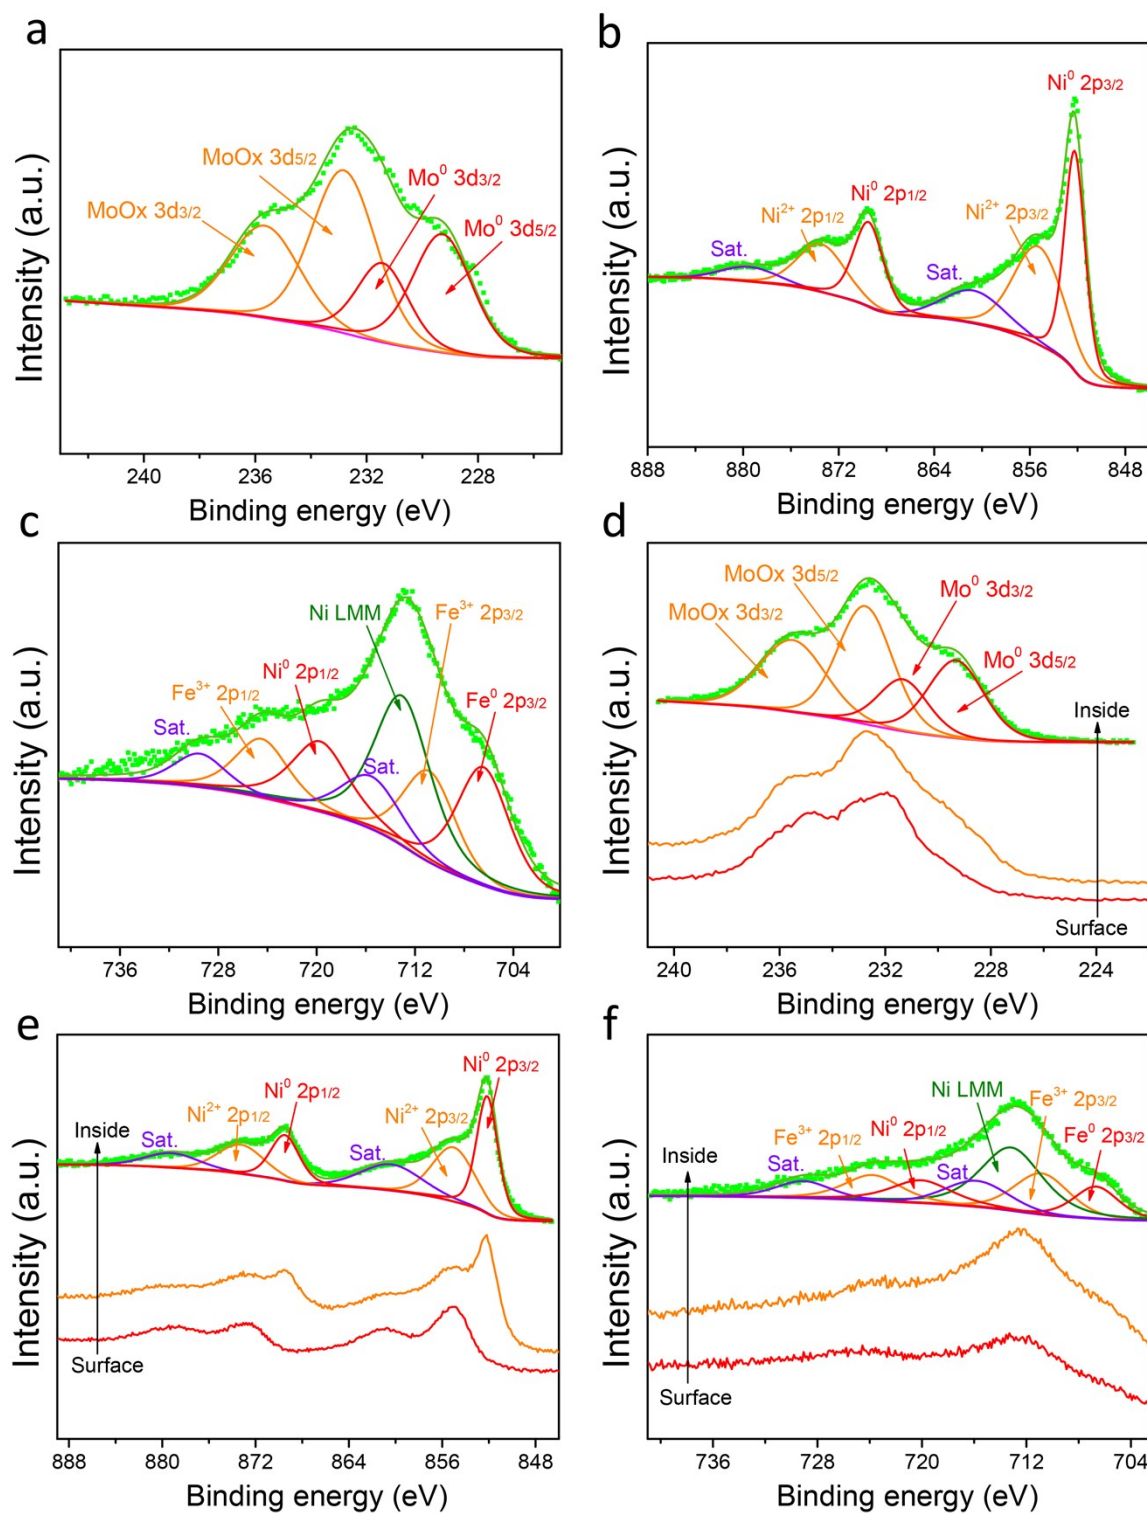 a
Intensity (a.u.)
MoOx 3d3/2
MoOx 3d5/2
Mo⁰ 3d3/2
Mo⁰ 3d5/2
240 236 232 228
Binding energy (eV)
b
Intensity (a.u.)
Sat.
Ni²⁺ 2p1/2
Ni⁰ 2p1/2
Sat.
Ni²⁺ 2p3/2
Ni⁰ 2p3/2
888 880 872 864 856 848
Binding energy (eV)
c
Intensity (a.u.)
Sat.
Fe³⁺ 2p1/2
Ni⁰ 2p1/2
Ni LMM
Sat.
Fe³⁺ 2p3/2
Fe⁰ 2p3/2
736 728 720 712 704
Binding energy (eV)
d
Intensity (a.u.)
MoOx 3d3/2
MoOx 3d5/2
Mo⁰ 3d3/2
Mo⁰ 3d5/2
Inside
Surface
240 236 232 228 224
Binding energy (eV)
e
Intensity (a.u.)
Inside
Surface
Sat.
Ni²⁺ 2p1/2
Ni⁰ 2p1/2
Sat.
Ni²⁺ 2p3/2
Ni⁰ 2p3/2
888 880 872 864 856 848
Binding energy (eV)
f
Intensity (a.u.)
Inside
Surface
Sat.
Fe³⁺ 2p1/2
Ni⁰ 2p1/2
Ni LMM
Sat.
Fe³⁺ 2p3/2
Fe⁰ 2p3/2
736 728 720 712 704
Binding energy (eV)